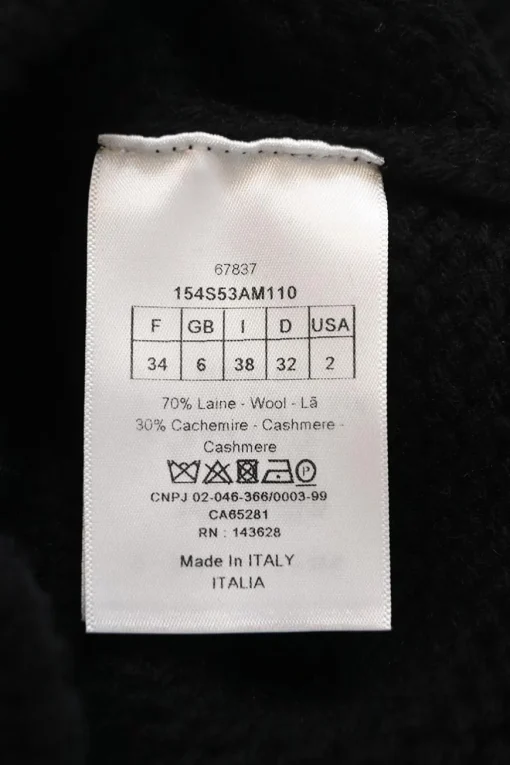 67837
154S53AM110
F GB I D USA
34 6 38 32 2
70% Laine - Wool - Lã
30% Cachemire - Cashmere -
Cashmere
P
CNPJ 02-046-366/0003-99
CA65281
RN : 143628
Made In ITALY
ITALIA